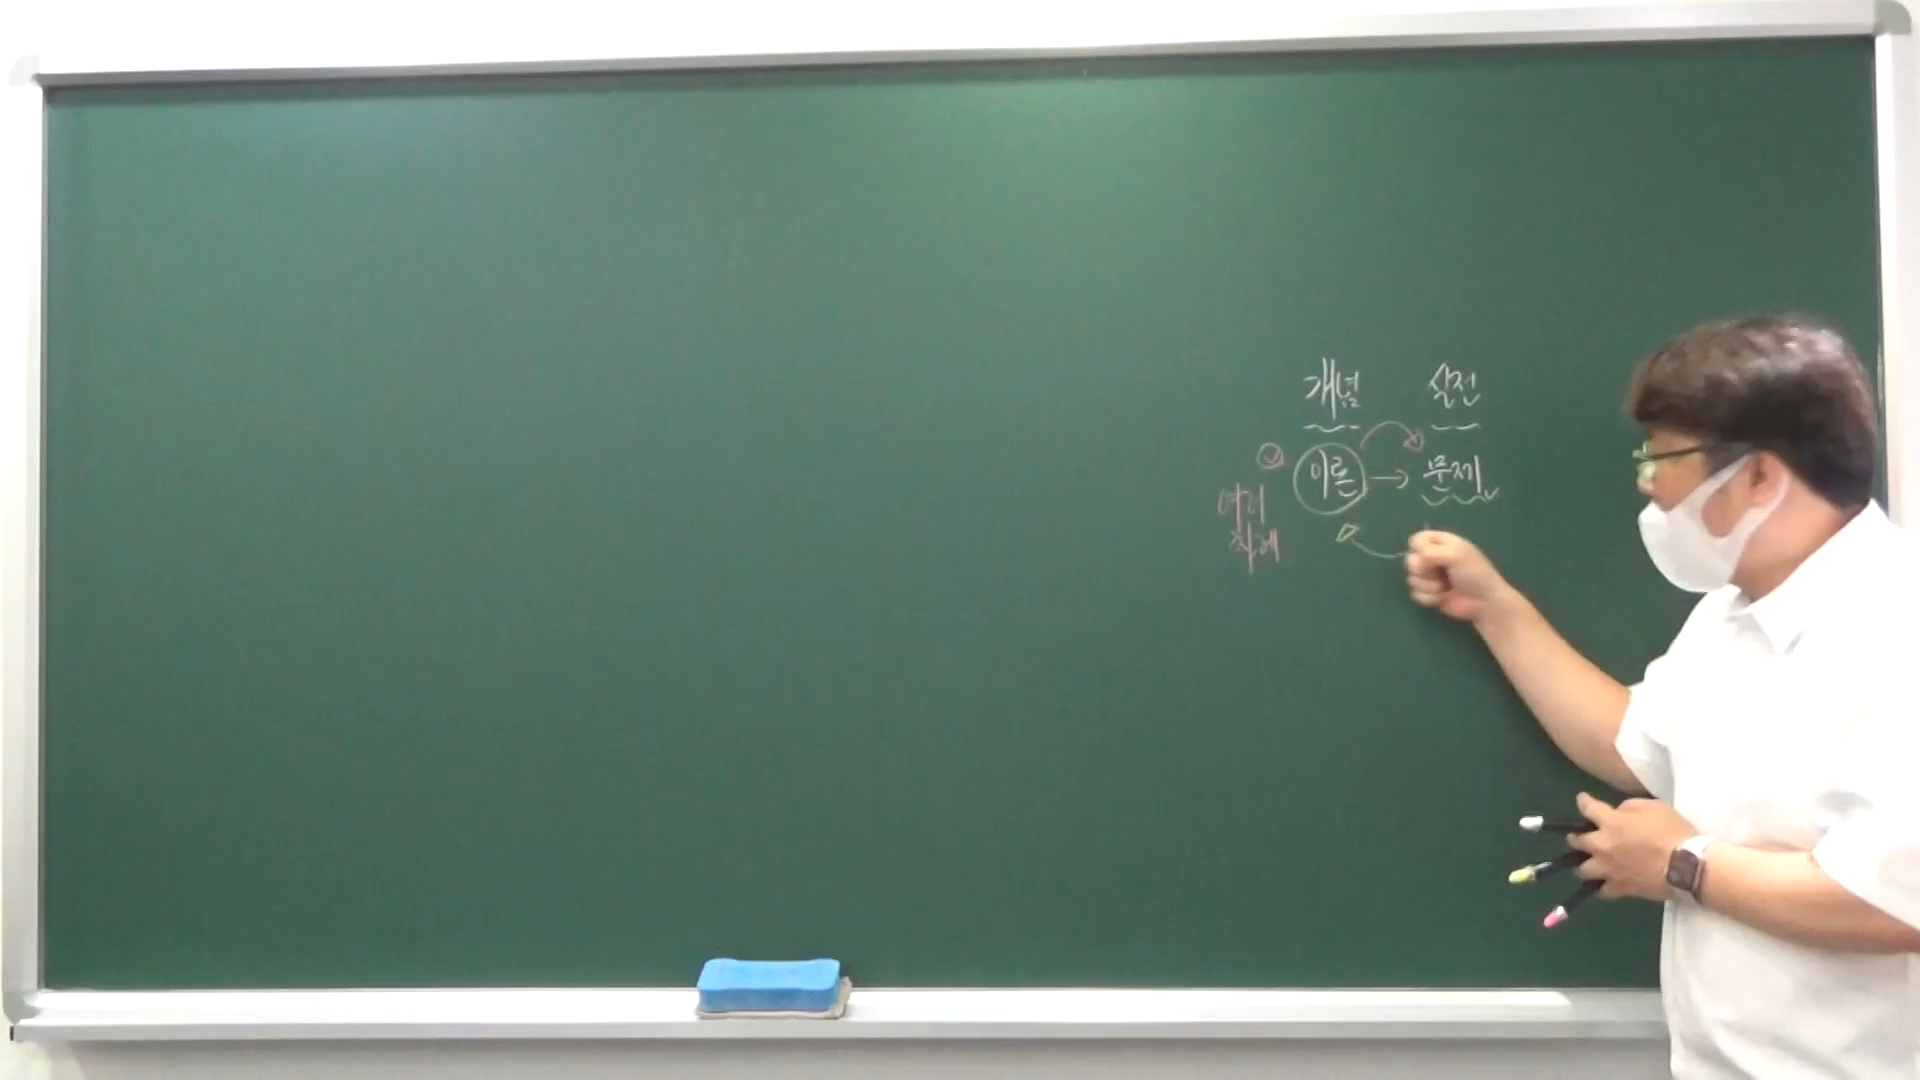 개념 실전
이론 → 문제
여러
차례